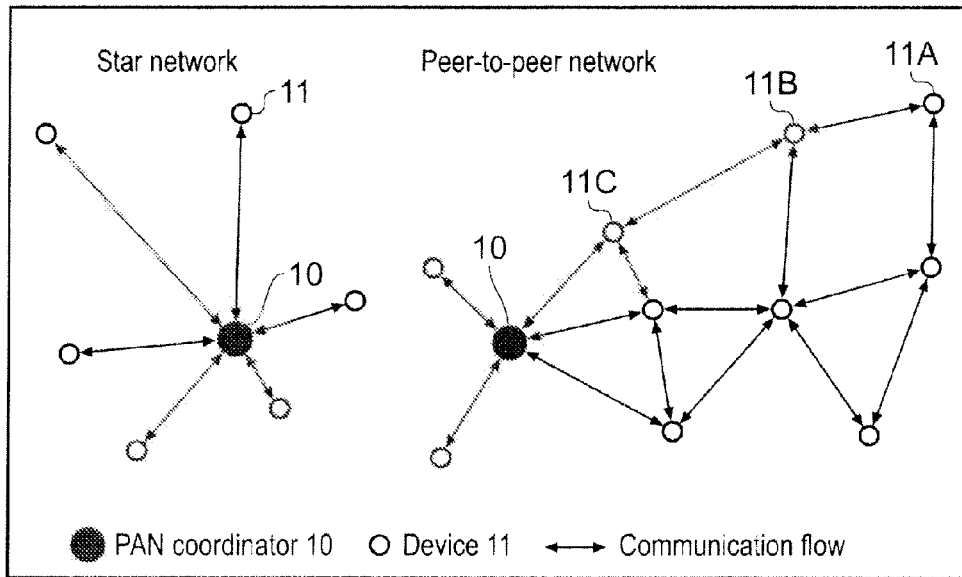 Star network
Peer-to-peer network
11
11A
11B
11C
10
10
PAN coordinator 10
Device 11
Communication flow